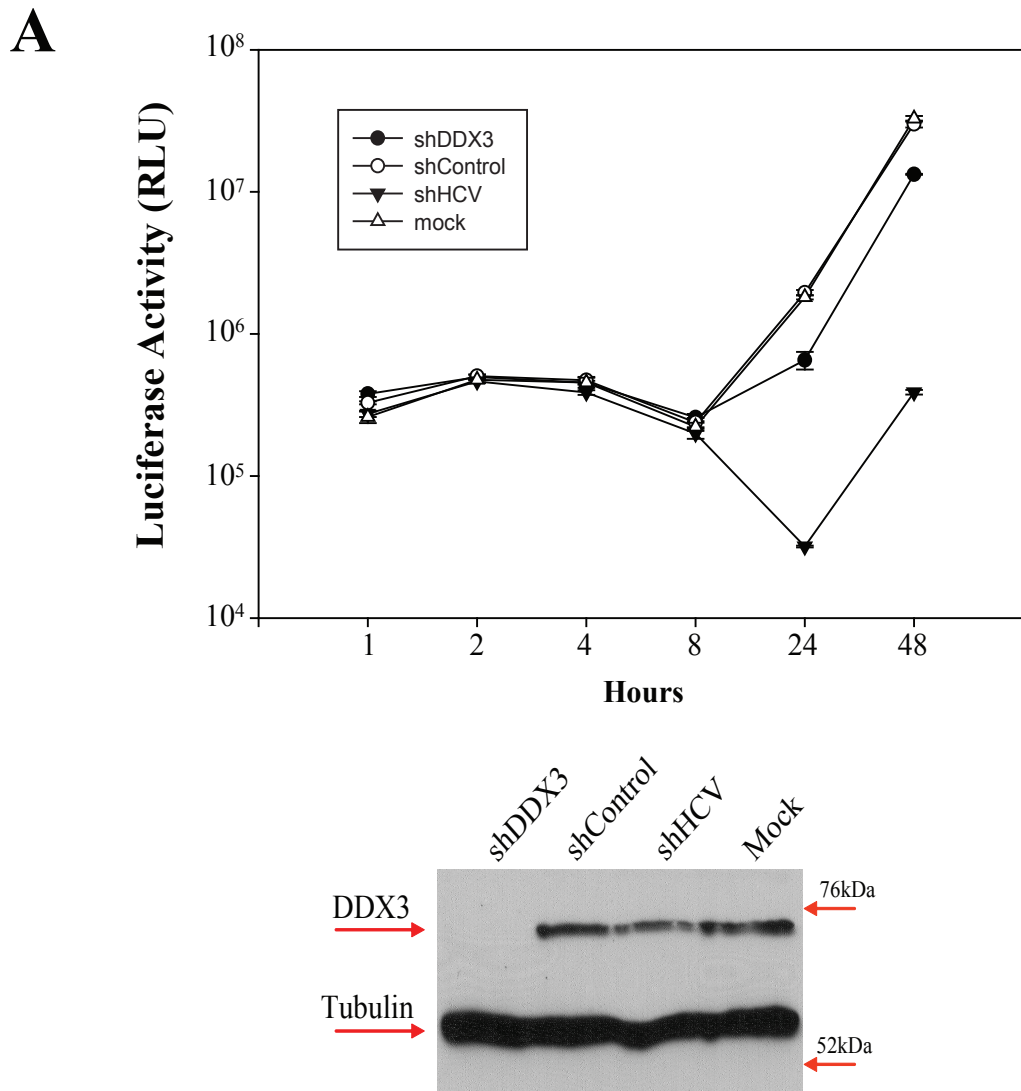 A
Luciferase Activity (RLU)
10^8
10^7
10^6
10^5
10^4
shDDX3
shControl
shHCV
mock
1 2 4 8 24 48
Hours
shDDX3 shControl shHCV Mock
DDX3
Tubulin
76kDa
52kDa